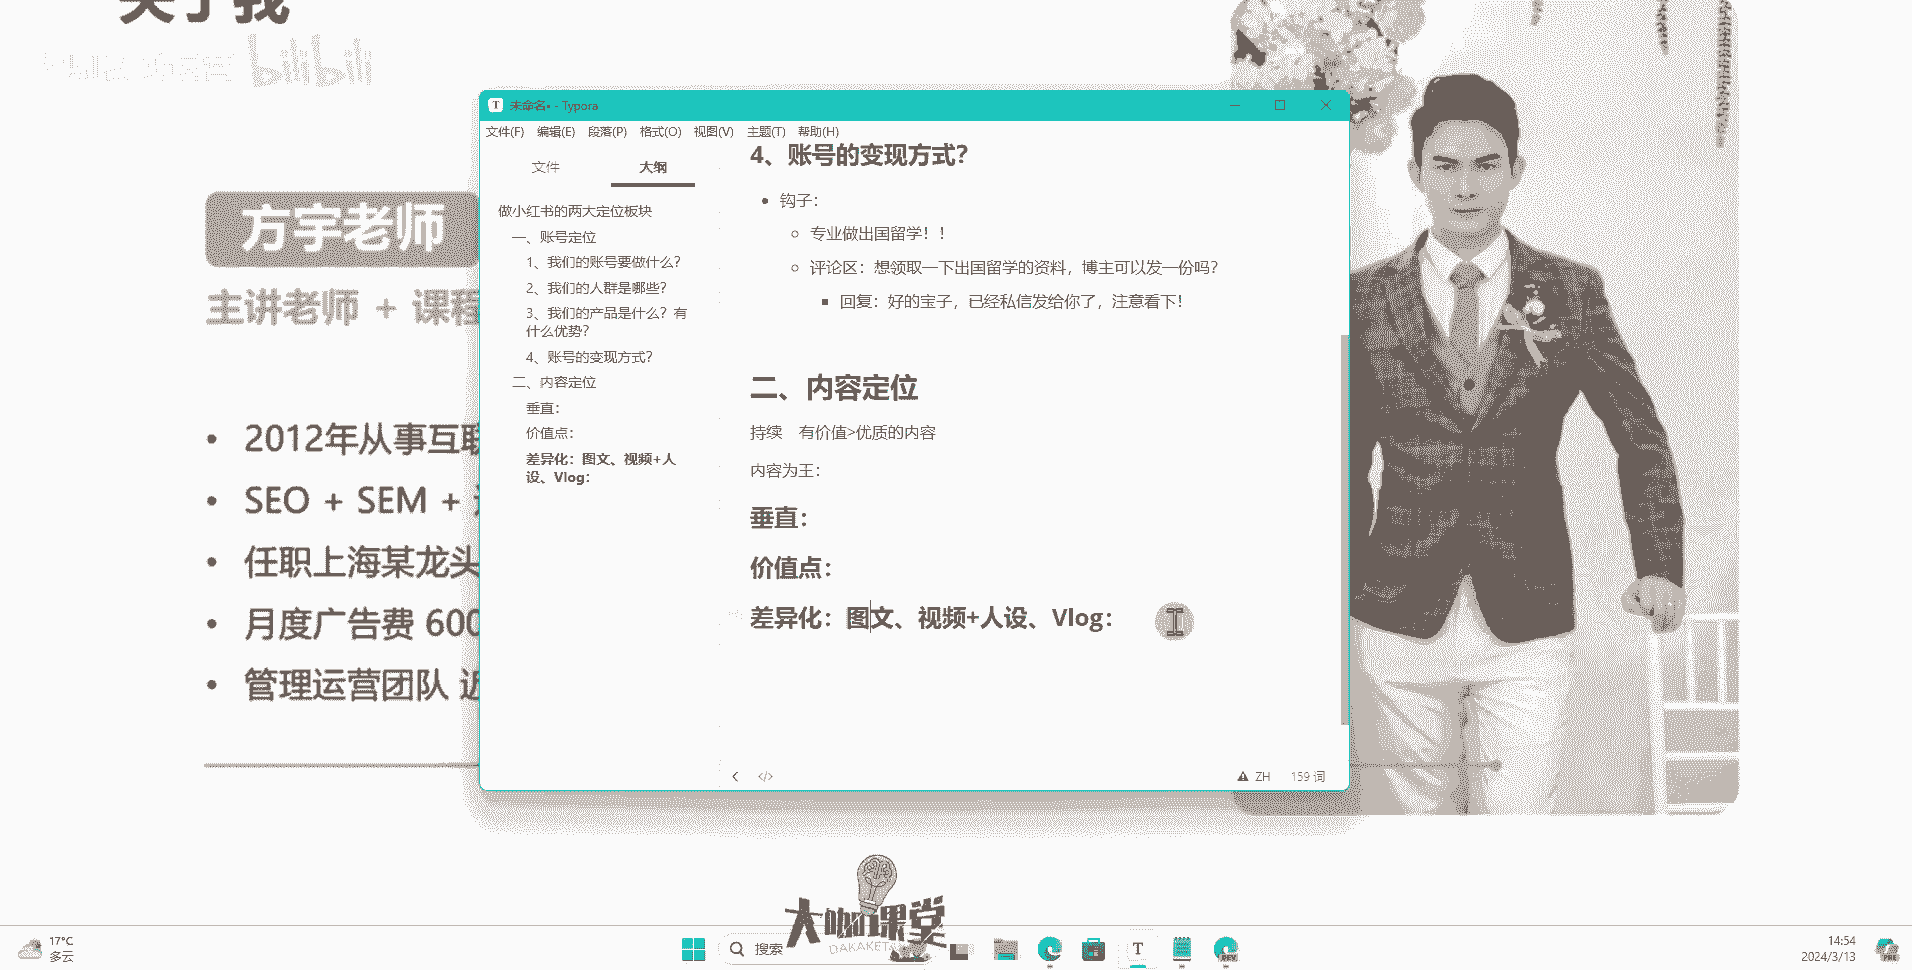 关于我
bilibili
方宇老师
主讲老师 + 课程
2012年从事互联
SEO + SEM +
任职上海某龙头
月度广告费 600
管理运营团队 近
T 未命名• - Typora
文件(F) 编辑(E) 段落(P) 格式(O) 视图(V) 主题(T) 帮助(H)
文件 大纲
做小红书的两大定位板块
一、账号定位
1、我们的账号要做什么?
2、我们的人群是哪些?
3、我们的产品是什么? 有
什么优势?
4、账号的变现方式?
二、内容定位
垂直:
价值点:
差异化: 图文、视频+人
设、Vlog:
4、账号的变现方式?
钩子:
专业做出国留学! !
评论区: 想领取一下出国留学的资料, 博主可以发一份吗?
回复: 好的宝子, 已经私信发给你了, 注意看下!
二、内容定位
持续 有价值>优质的内容
内容为王:
垂直:
价值点:
差异化: 图文、视频+人设、Vlog:
</> ZH 159 词
大咖课堂
17°C
多云
搜索
T
DEV
14:54
2024/3/13
PRE